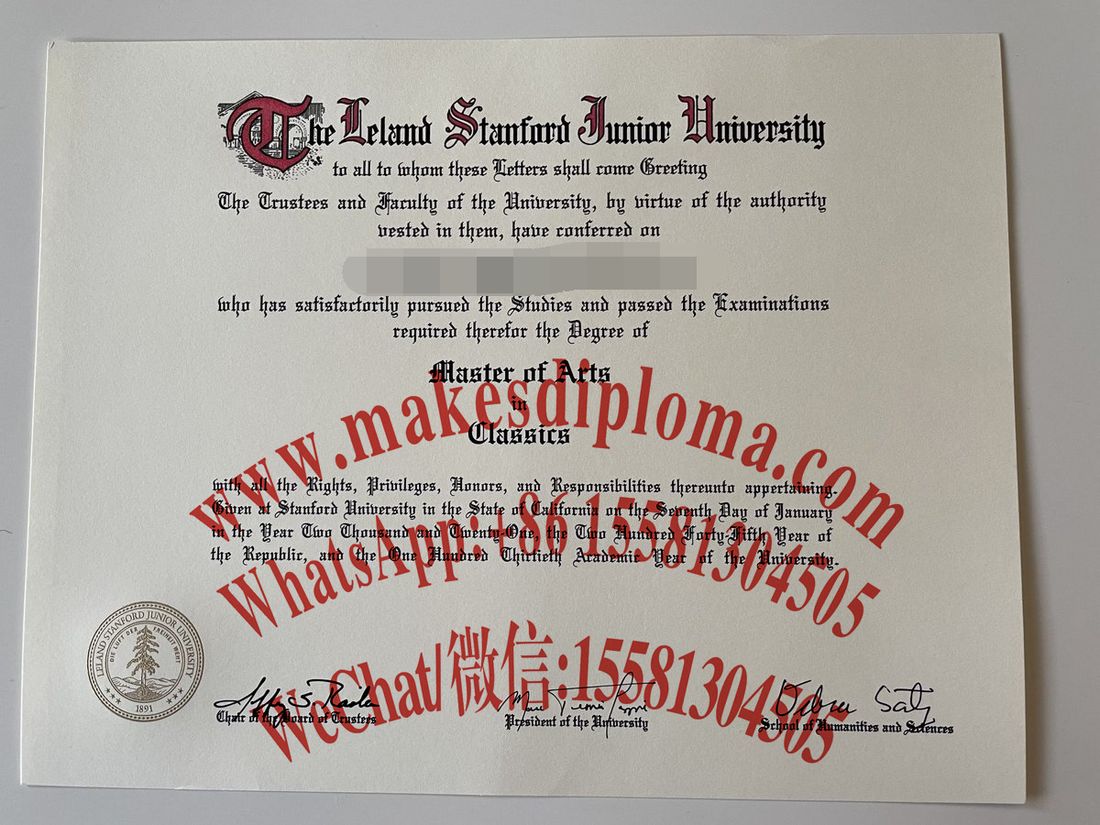 The Leland Stanford Junior University
to all to whom these Letters shall come Greeting
The Trustees and Faculty of the University, by virtue of the authority
vested in them, have conferred on
who has satisfactorily pursued the Studies and passed the Examinations
required therefor the Degree of
Master of Arts
in
Classics
www.makesdiploma.com
with all the Rights, Privileges, Honors, and Responsibilities thereunto appertaining.
Given at Stanford University in the State of California on the Seventh Day of January
in the Year Two Thousand and Twenty-One, the Two Hundred Forty-Fifth Year of
the Republic, and the One Hundred Thirtieth Academic Year of the University.
WhatsApp: +86 15581304505
WeChat/微信:15581304505
LELAND STANFORD JUNIOR UNIVERSITY
DIE LUFT DER FREIHEIT WEHT
1891
Chair of the Board of Trustees
President of the University
School of Humanities and Sciences